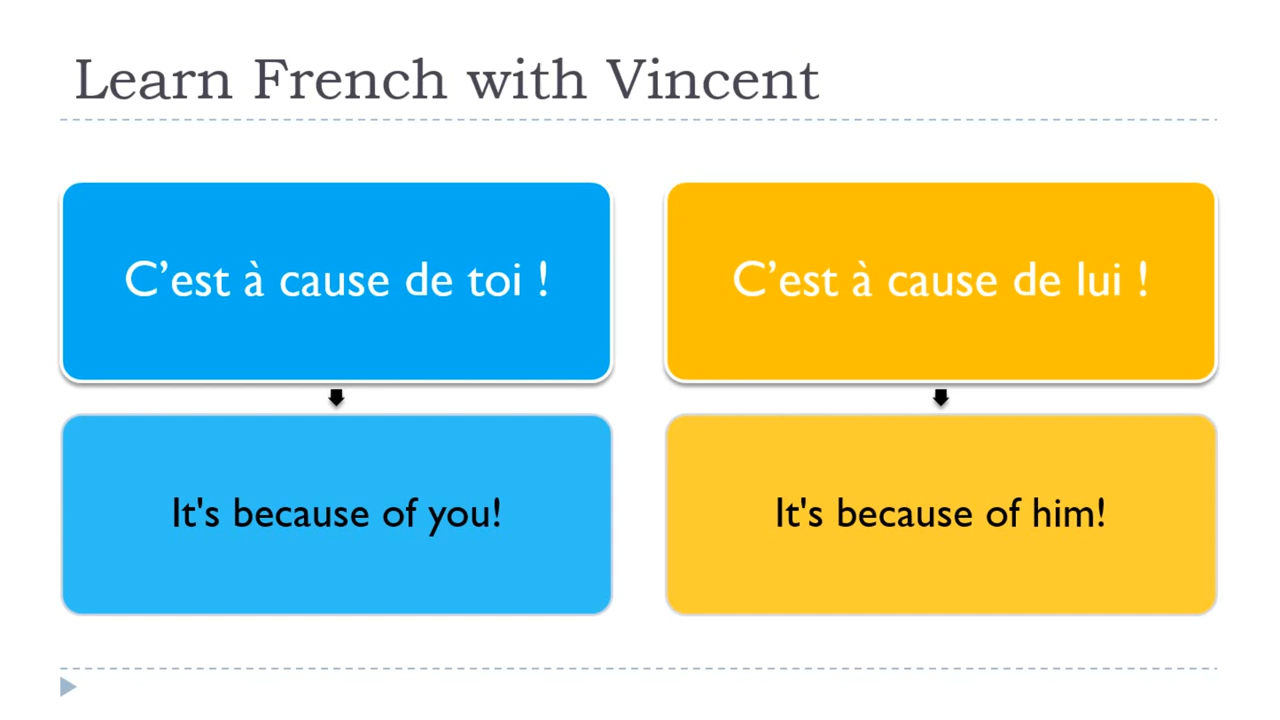 Learn French with Vincent
C’est à cause de toi !
C’est à cause de lui !
It's because of you!
It's because of him!